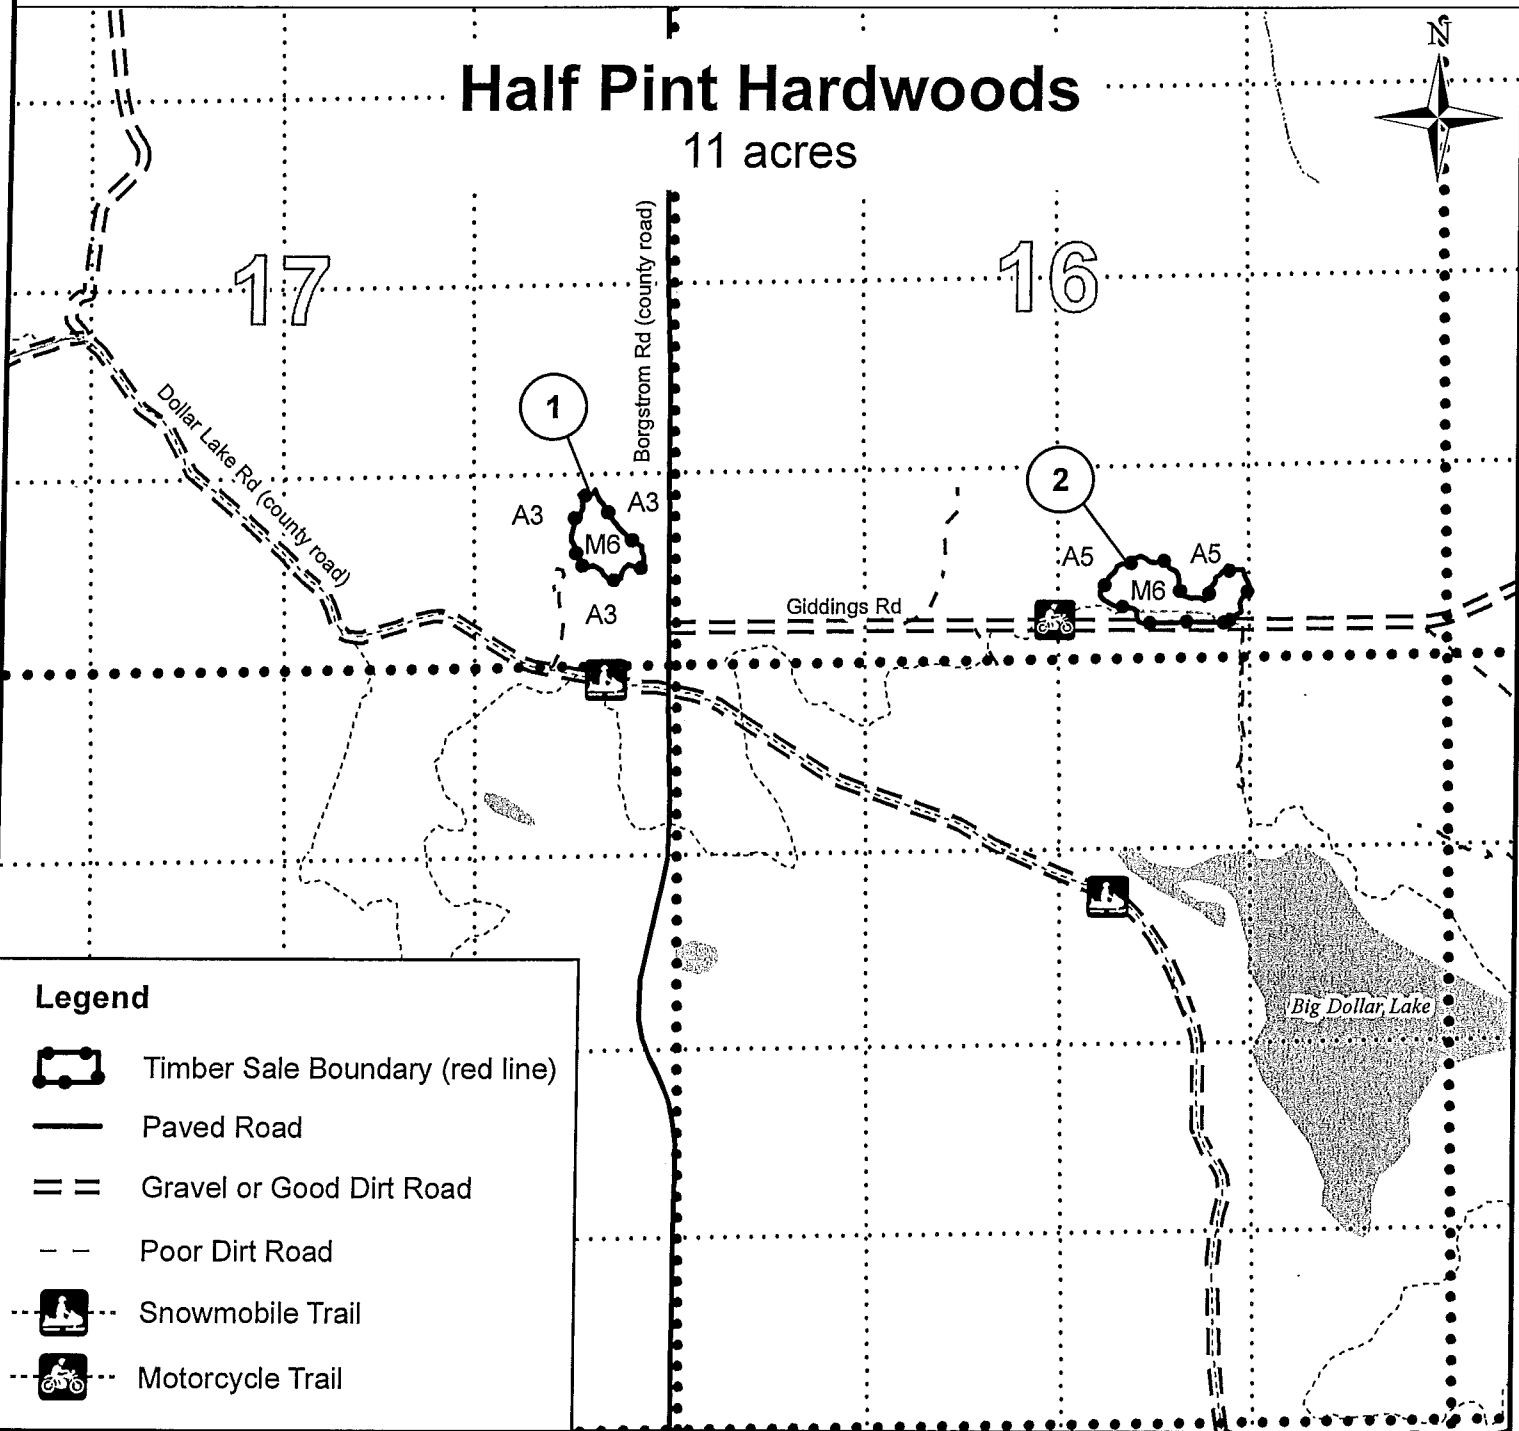 N
Half Pint Hardwoods
11 acres
17
16
Borgstrom Rd (county road)
1
Dollar Lake Rd (county road)
2
A3
A3
M6
A3
A5
A5
M6
Giddings Rd
Big Dollar Lake
Legend
Timber Sale Boundary (red line)
Paved Road
Gravel or Good Dirt Road
Poor Dirt Road
Snowmobile Trail
Motorcycle Trail